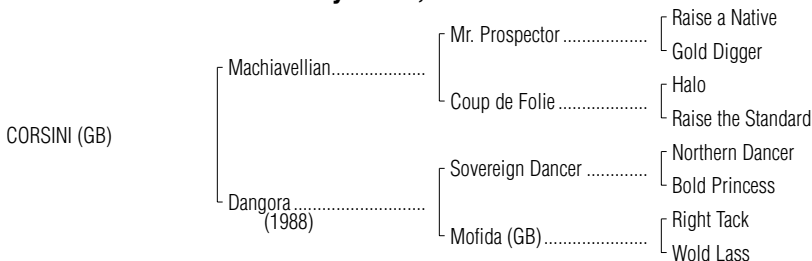 Raise a Native
Mr. Prospector....................
Gold Digger
Machiavellian.....................
Halo
Coup de Folie.....................
Raise the Standard
CORSINI (GB)
Northern Dancer
Sovereign Dancer..............
Bold Princess
Dangora.............................
(1988)
Right Tack
Mofida (GB)........................
Wold Lass